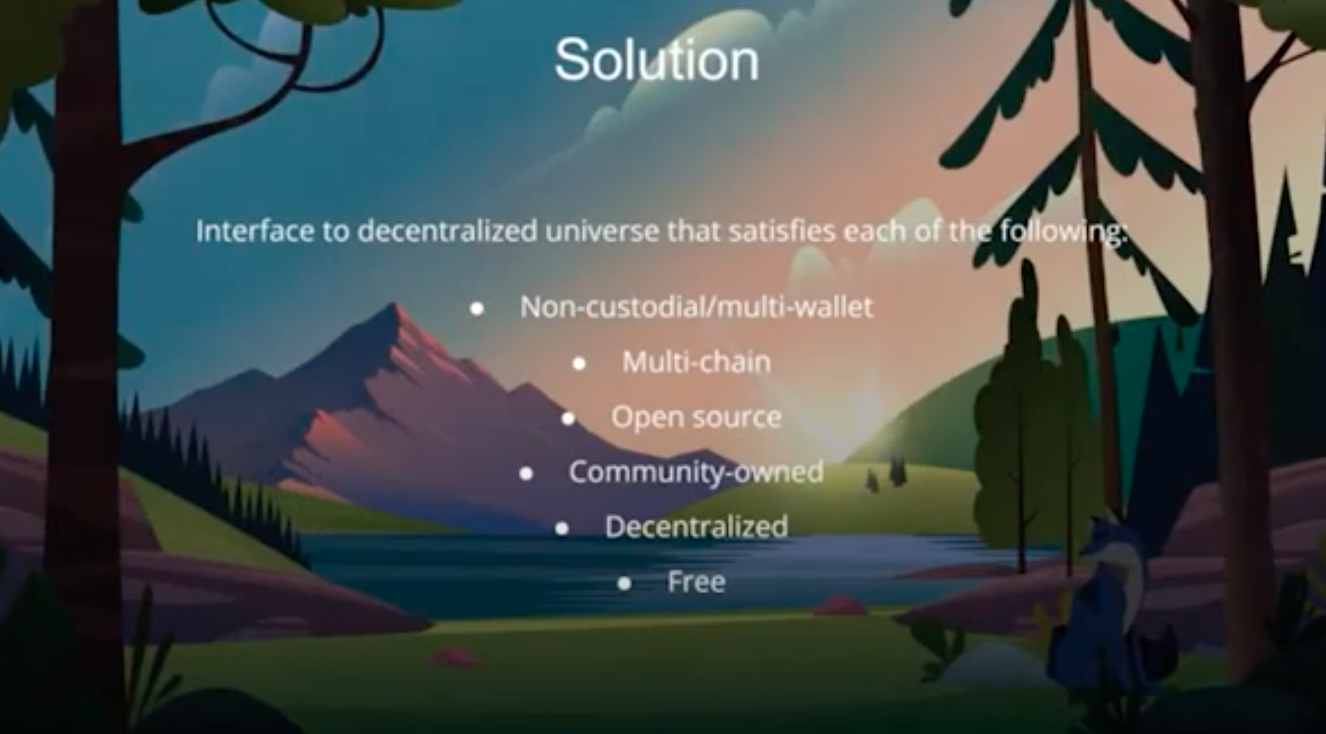 Solution
Interface to decentralized universe that satisfies each of the following:
● Non-custodial/multi-wallet
● Multi-chain
● Open source
● Community-owned
● Decentralized
● Free